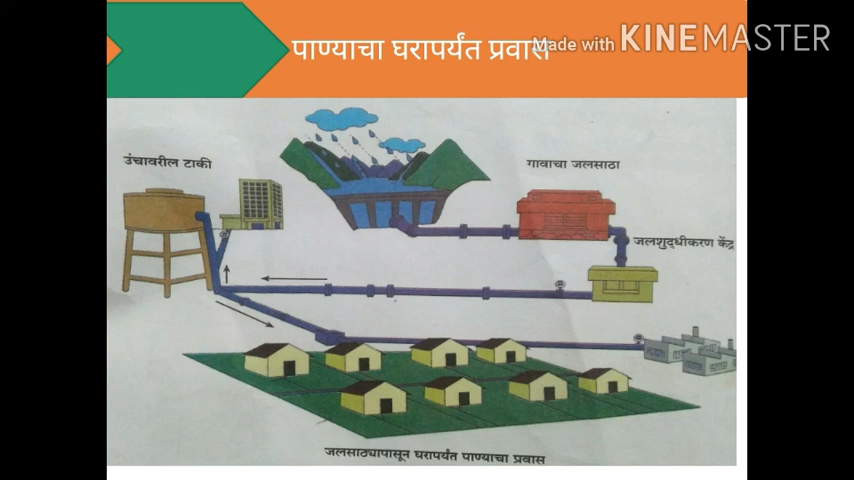 पाण्याचा घरापर्यंत प्रवास
Made with KINEMASTER
उंचावरील टाकी
गावाचा जलसाठा
जलशुद्धीकरण केंद्र
जलसाठ्यापासून घरापर्यंत पाण्याचा प्रवास